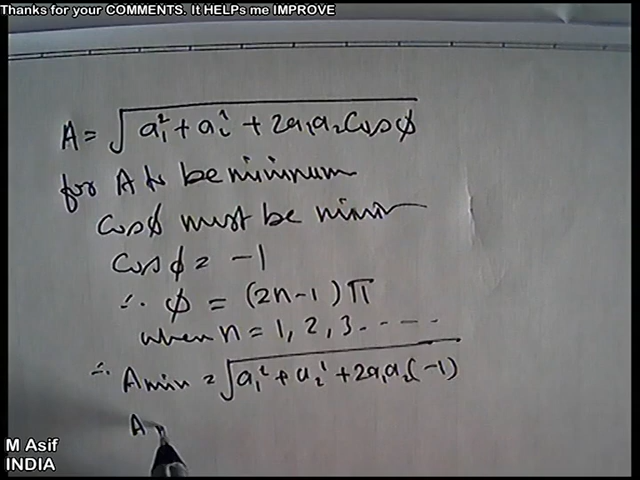 Thanks for your COMMENTS. It HELPs me IMPROVE
A = √(a₁² + a₂² + 2a₁a₂cosϕ)
for A to be minimum
Cosϕ must be minim
Cosϕ = -1
∴ ϕ = (2n-1)π
when n = 1, 2, 3.....
∴ Amin = √(a₁² + a₂² + 2a₁a₂(-1))
A
M Asif
INDIA